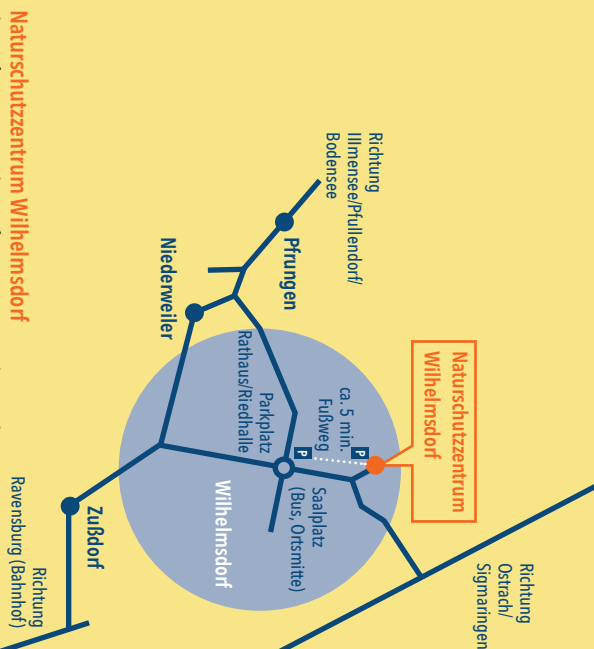 Richtung
Ostrach/
Sigmaringen
Naturschutzzentrum
Wilhelmsdorf
Richtung
Illmensee/Pfullendorf/
Bodensee
ca. 5 min.
Fußweg
P
P
Saalplatz
(Bus, Ortsmitte)
Pfrungen
Parkplatz
Rathaus/Riedhalle
Wilhelmsdorf
Niederweiler
Zußdorf
Richtung
Ravensburg (Bahnhof)
Naturschutzzentrum Wilhelmsdorf